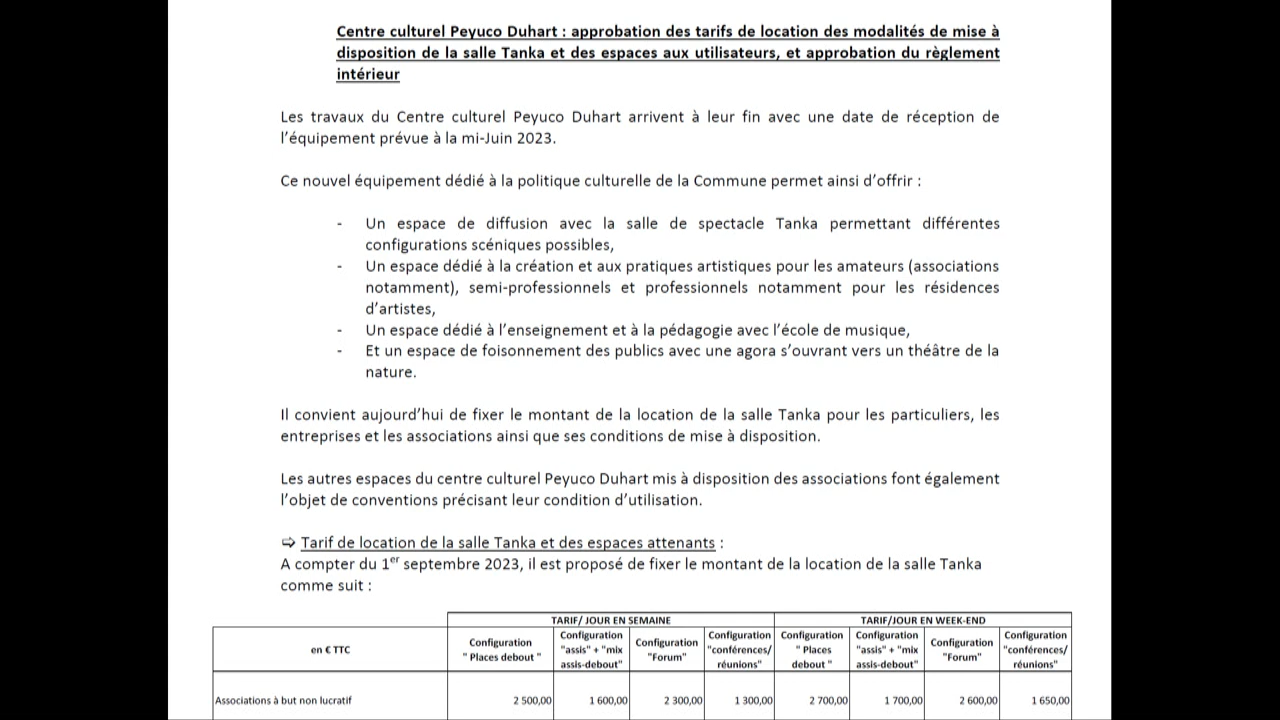 Centre culturel Peyuco Duhart : approbation des tarifs de location des modalités de mise à
disposition de la salle Tanka et des espaces aux utilisateurs, et approbation du règlement
intérieur
Les travaux du Centre culturel Peyuco Duhart arrivent à leur fin avec une date de réception de
l'équipement prévue à la mi-Juin 2023.
Ce nouvel équipement dédié à la politique culturelle de la Commune permet ainsi d'offrir :
- Un espace de diffusion avec la salle de spectacle Tanka permettant différentes
configurations scéniques possibles,
- Un espace dédié à la création et aux pratiques artistiques pour les amateurs (associations
notamment), semi-professionnels et professionnels notamment pour les résidences
d'artistes,
- Un espace dédié à l'enseignement et à la pédagogie avec l'école de musique,
- Et un espace de foisonnement des publics avec une agora s'ouvrant vers un théâtre de la
nature.
Il convient aujourd'hui de fixer le montant de la location de la salle Tanka pour les particuliers, les
entreprises et les associations ainsi que ses conditions de mise à disposition.
Les autres espaces du centre culturel Peyuco Duhart mis à disposition des associations font également
l'objet de conventions précisant leur condition d'utilisation.
⇨ Tarif de location de la salle Tanka et des espaces attenants :
A compter du 1er septembre 2023, il est proposé de fixer le montant de la location de la salle Tanka
comme suit :
TARIF/ JOUR EN SEMAINE TARIF/JOUR EN WEEK-END
en € TTC
Configuration
" Places debout "
Configuration
"assis" + "mix
assis-debout"
Configuration
"Forum"
Configuration
"conférences/
réunions"
Configuration
" Places
debout "
Configuration
"assis" + "mix
assis-debout"
Configuration
"Forum"
Configuration
"conférences/
réunions"
Associations à but non lucratif 2 500,00 1 600,00 2 300,00 1 300,00 2 700,00 1 700,00 2 600,00 1 650,00